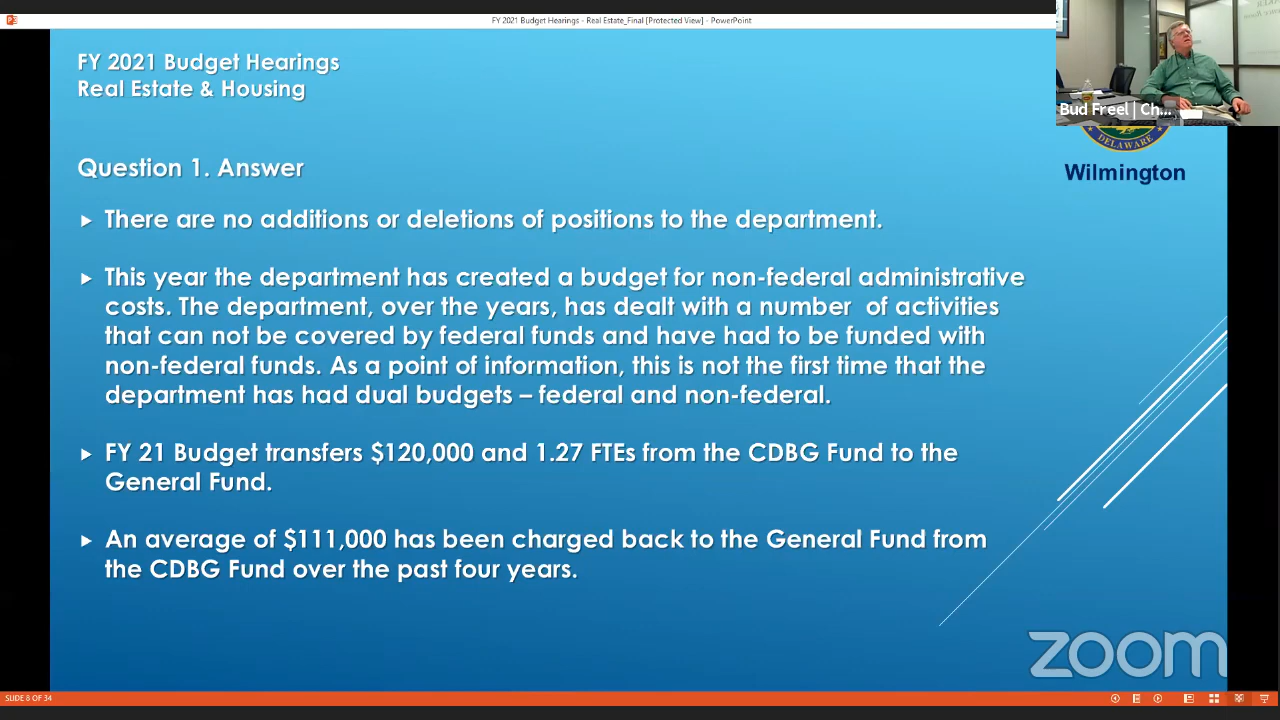 FY 2021 Budget Hearings - Real Estate_Final [Protected View] - PowerPoint
FY 2021 Budget Hearings
Real Estate & Housing
Bud Freel | Ch...
DELAWARE
Wilmington
Question 1. Answer
There are no additions or deletions of positions to the department.
This year the department has created a budget for non-federal administrative
costs. The department, over the years, has dealt with a number of activities
that can not be covered by federal funds and have had to be funded with
non-federal funds. As a point of information, this is not the first time that the
department has had dual budgets – federal and non-federal.
FY 21 Budget transfers $120,000 and 1.27 FTEs from the CDBG Fund to the
General Fund.
An average of $111,000 has been charged back to the General Fund from
the CDBG Fund over the past four years.
zoom
SLIDE 8 OF 34